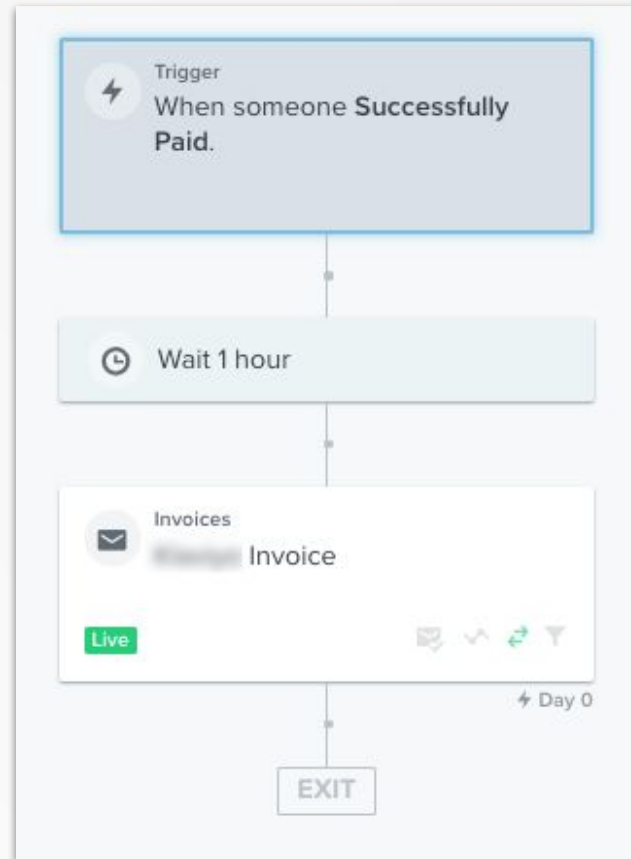 Trigger
When someone Successfully
Paid.
Wait 1 hour
Invoices
Invoice
Live
Day 0
EXIT